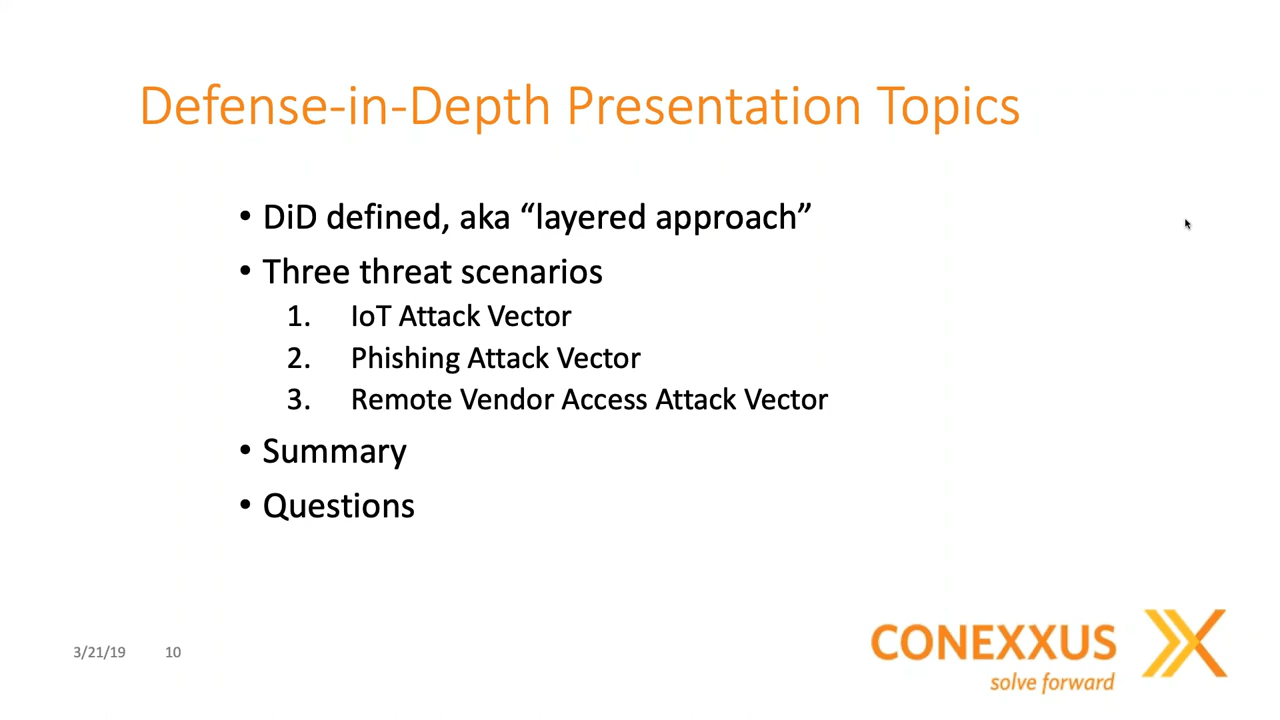 Defense-in-Depth Presentation Topics
• DiD defined, aka “layered approach”
• Three threat scenarios
1. IoT Attack Vector
2. Phishing Attack Vector
3. Remote Vendor Access Attack Vector
• Summary
• Questions
3/21/19 10
CONEXXUS
solve forward